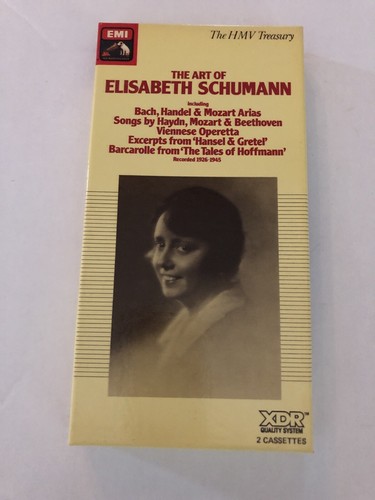 EMI
The HMV Treasury
THE ART OF
ELISABETH SCHUMANN
including
Bach, Handel & Mozart Arias
Songs by Haydn, Mozart & Beethoven
Viennese Operetta
Excerpts from 'Hansel & Gretel'
Barcarolle from 'The Tales of Hoffmann'
Recorded 1926-1945
XDR™
QUALITY SYSTEM
2 CASSETTES